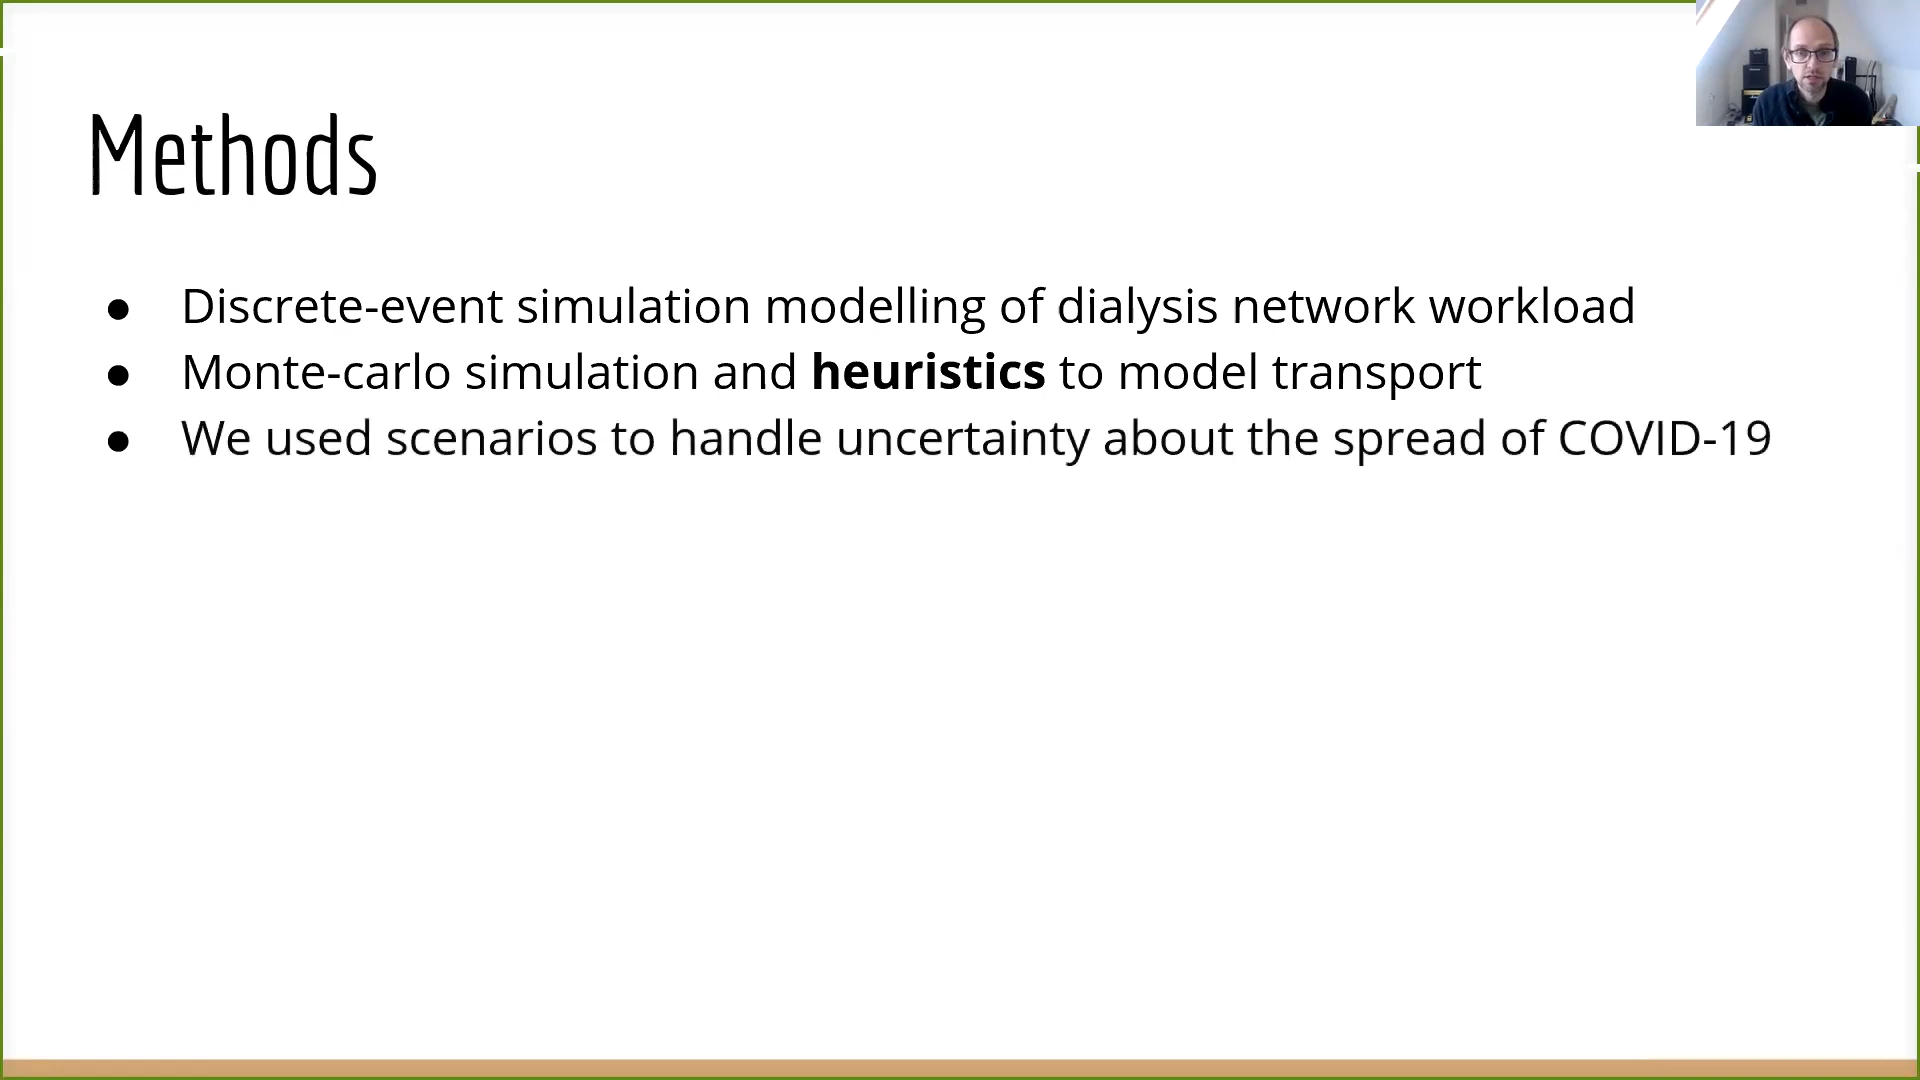 Methods
● Discrete-event simulation modelling of dialysis network workload
● Monte-carlo simulation and heuristics to model transport
● We used scenarios to handle uncertainty about the spread of COVID-19